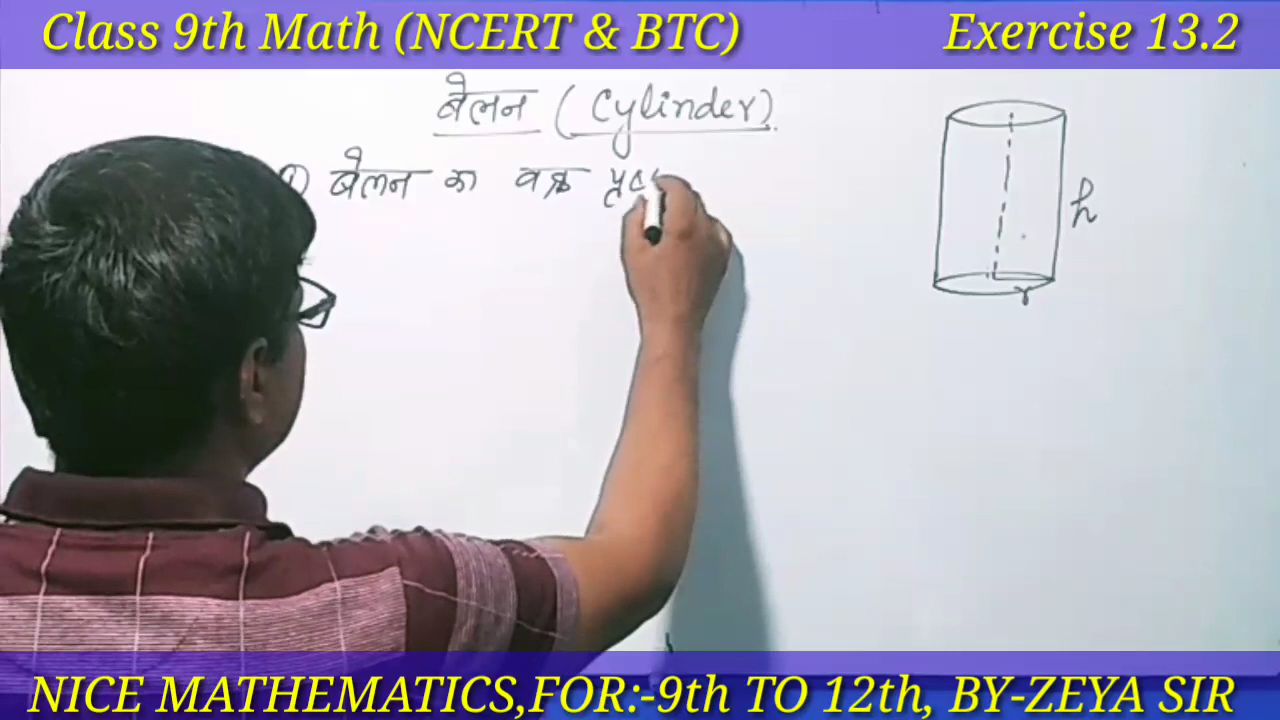 Class 9th Math (NCERT & BTC) Exercise 13.2
बेलन (Cylinder)
बेलन का वक्र
h
r
NICE MATHEMATICS,FOR:-9th TO 12th, BY-ZEYA SIR